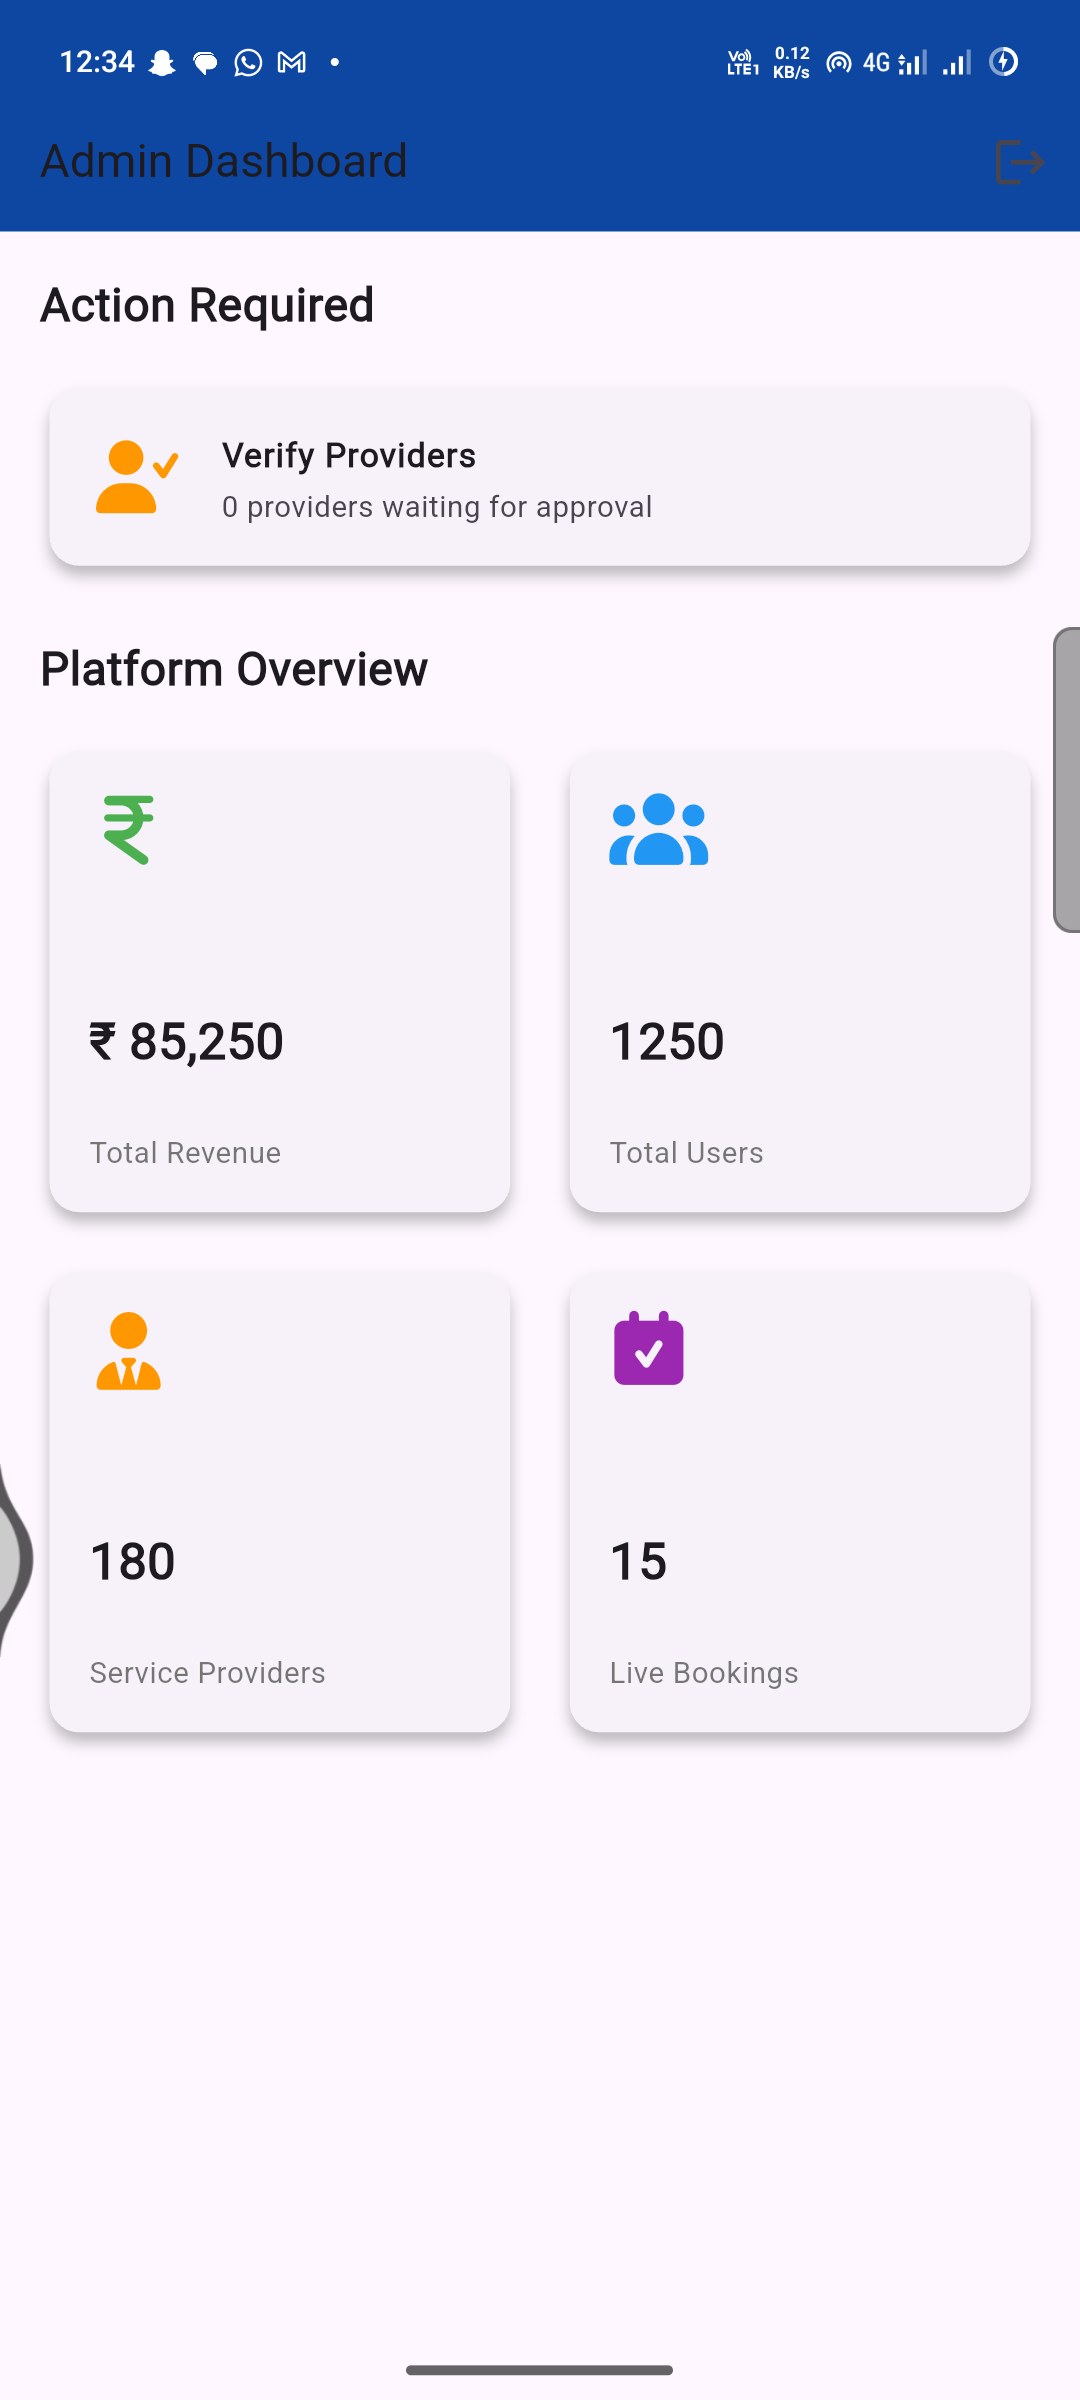 12:34
Vo) LTE1
0.12 KB/s
4G
Admin Dashboard
Action Required
Verify Providers
0 providers waiting for approval
Platform Overview
₹ 85,250
Total Revenue
1250
Total Users
180
Service Providers
15
Live Bookings